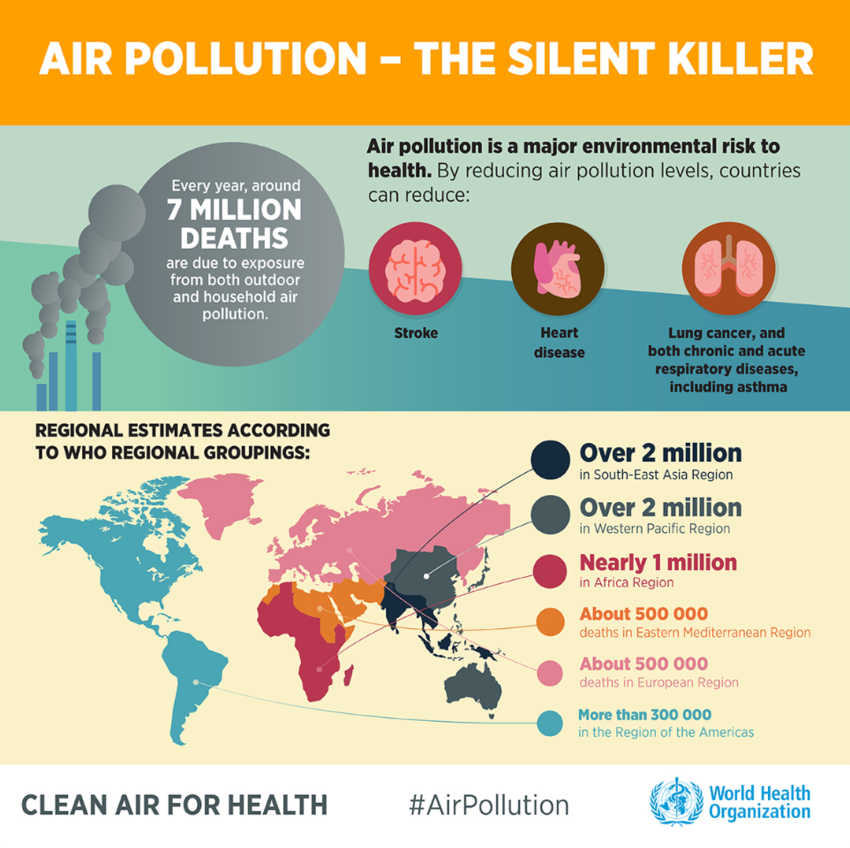 AIR POLLUTION – THE SILENT KILLER
Every year, around
7 MILLION
DEATHS
are due to exposure
from both outdoor
and household air
pollution.
Air pollution is a major environmental risk to
health. By reducing air pollution levels, countries
can reduce:
Stroke
Heart
disease
Lung cancer, and
both chronic and acute
respiratory diseases,
including asthma
REGIONAL ESTIMATES ACCORDING
TO WHO REGIONAL GROUPINGS:
Over 2 million
in South-East Asia Region
Over 2 million
in Western Pacific Region
Nearly 1 million
in Africa Region
About 500 000
deaths in Eastern Mediterranean Region
About 500 000
deaths in European Region
More than 300 000
in the Region of the Americas
CLEAN AIR FOR HEALTH
#AirPollution
World Health
Organization